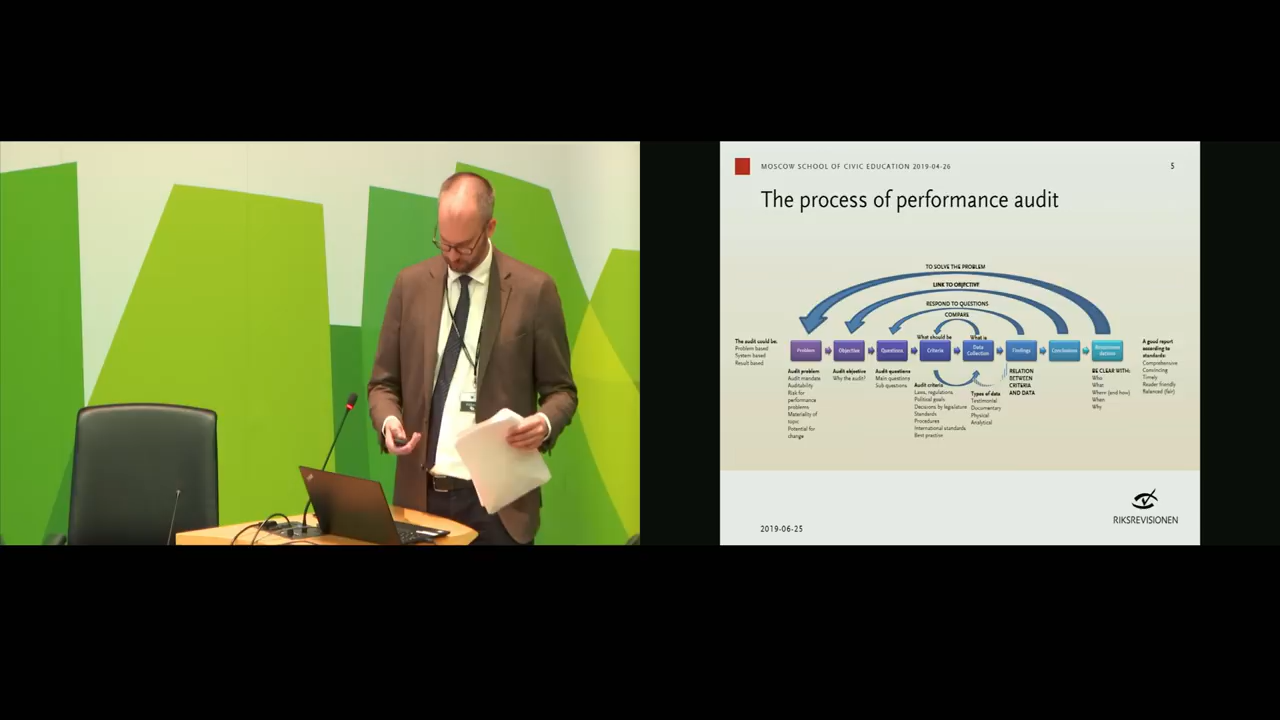 MOSCOW SCHOOL OF CIVIC EDUCATION 2019-04-26
5
The process of performance audit
TO SOLVE THE PROBLEM
LINK TO OBJECTIVE
RESPOND TO QUESTIONS
COMPARE
What should be
What is
The audit could be:
Problem based
System based
Result based
Problem
Objective
Questions
Criteria
Data
Collection
Findings
Conclusions
Recommen
dations
A good report
according to
standards:
Comprehensive
Convincing
Timely
Reader friendly
Balanced (fair)
Audit problem
Audit mandate
Auditability
Risk for
performance
problems
Materiality of
topic
Potential for
change
Audit objective
Why the audit?
Audit questions
Main questions
Sub questions
Audit criteria
Laws, regulations
Political goals
Decisions by legislature
Standards
Procedures
International standards
Best practice
Types of data
Testimonial
Documentary
Physical
Analytical
RELATION
BETWEEN
CRITERIA
AND DATA
BE CLEAR WITH:
Who
What
Where (and how)
When
Why
2019-06-25
RIKSREVISIONEN